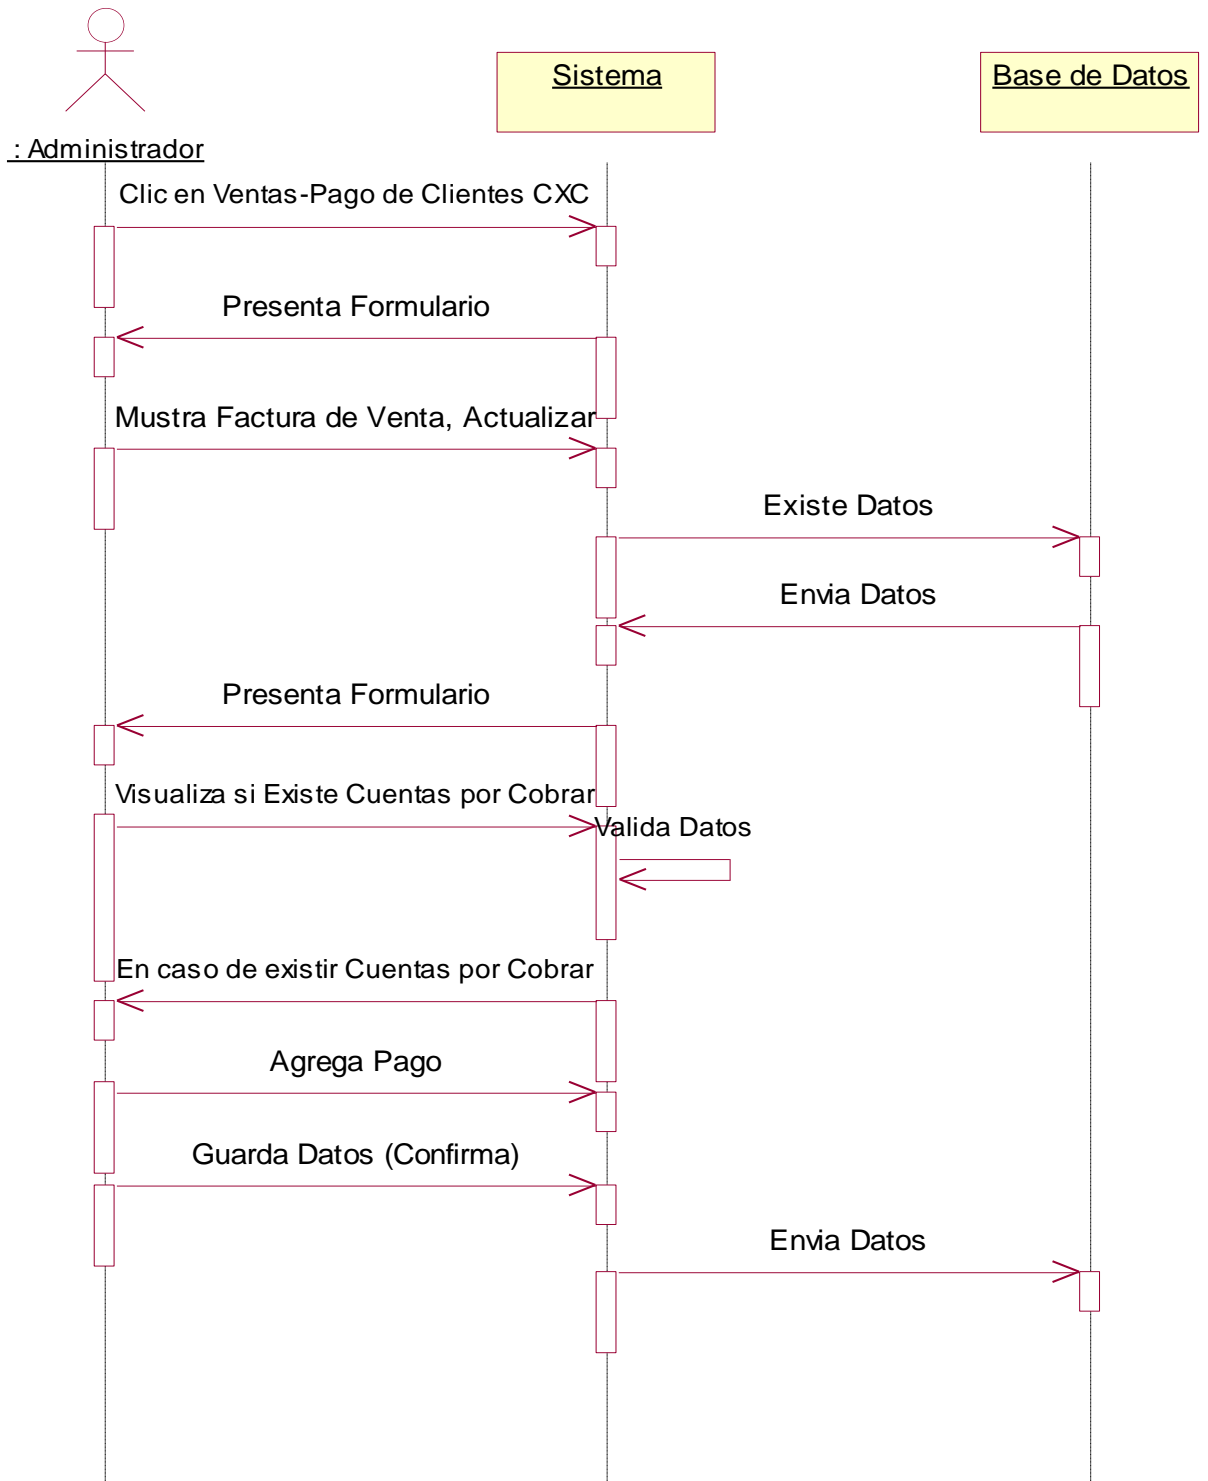 Sistema
Base de Datos
: Administrador
Clic en Ventas-Pago de Clientes CXC
Presenta Formulario
Mustra Factura de Venta, Actualizar
Existe Datos
Envia Datos
Presenta Formulario
Visualiza si Existe Cuentas por Cobrar
Valida Datos
En caso de existir Cuentas por Cobrar
Agrega Pago
Guarda Datos (Confirma)
Envia Datos